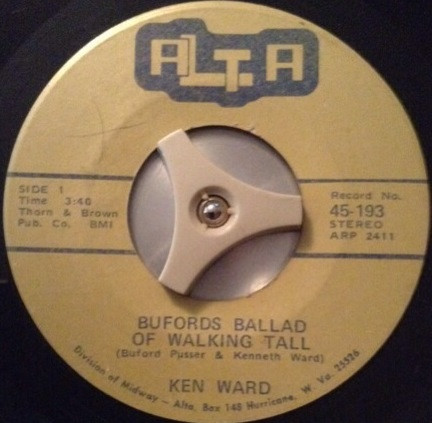 ALTA
SIDE 1
Time 3:40
Thorn & Brown
Pub. Co. BMI
Record No.
45-193
STEREO
ARP 2411
BUFORDS BALLAD
OF WALKING TALL
(Buford Pusser & Kenneth Ward)
KEN WARD
Division of Midway - Alta, Box 148 Hurricane, W. Va. 25526